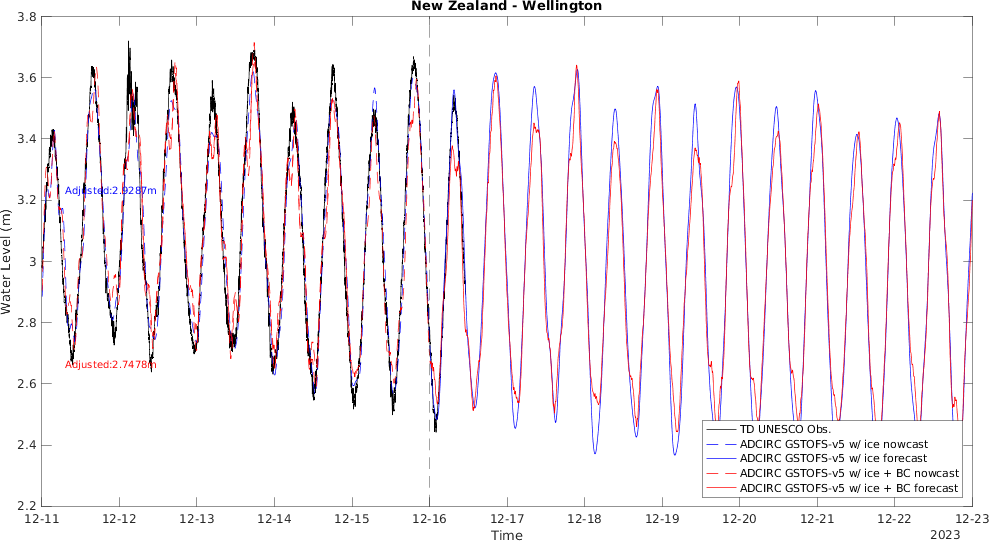 New Zealand - Wellington
3.8
3.6
3.4
3.2
3
2.8
2.6
2.4
2.2
Water Level (m)
Adjusted:2.9287m
Adjusted:2.7478m
TD UNESCO Obs.
ADCIRC GSTOFS-v5 w/ ice nowcast
ADCIRC GSTOFS-v5 w/ ice forecast
ADCIRC GSTOFS-v5 w/ ice + BC nowcast
ADCIRC GSTOFS-v5 w/ ice + BC forecast
12-11 12-12 12-13 12-14 12-15 12-16 12-17 12-18 12-19 12-20 12-21 12-22 12-23
Time
2023